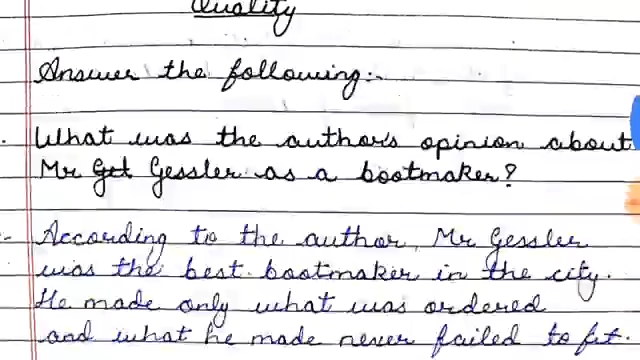 Quality
Answer the following:-
What was the author's opinion about
Mr Get Gessler as a bootmaker?
According to the author, Mr Gessler
was the best bootmaker in the city.
He made only what was ordered
and what he made never failed to fit.